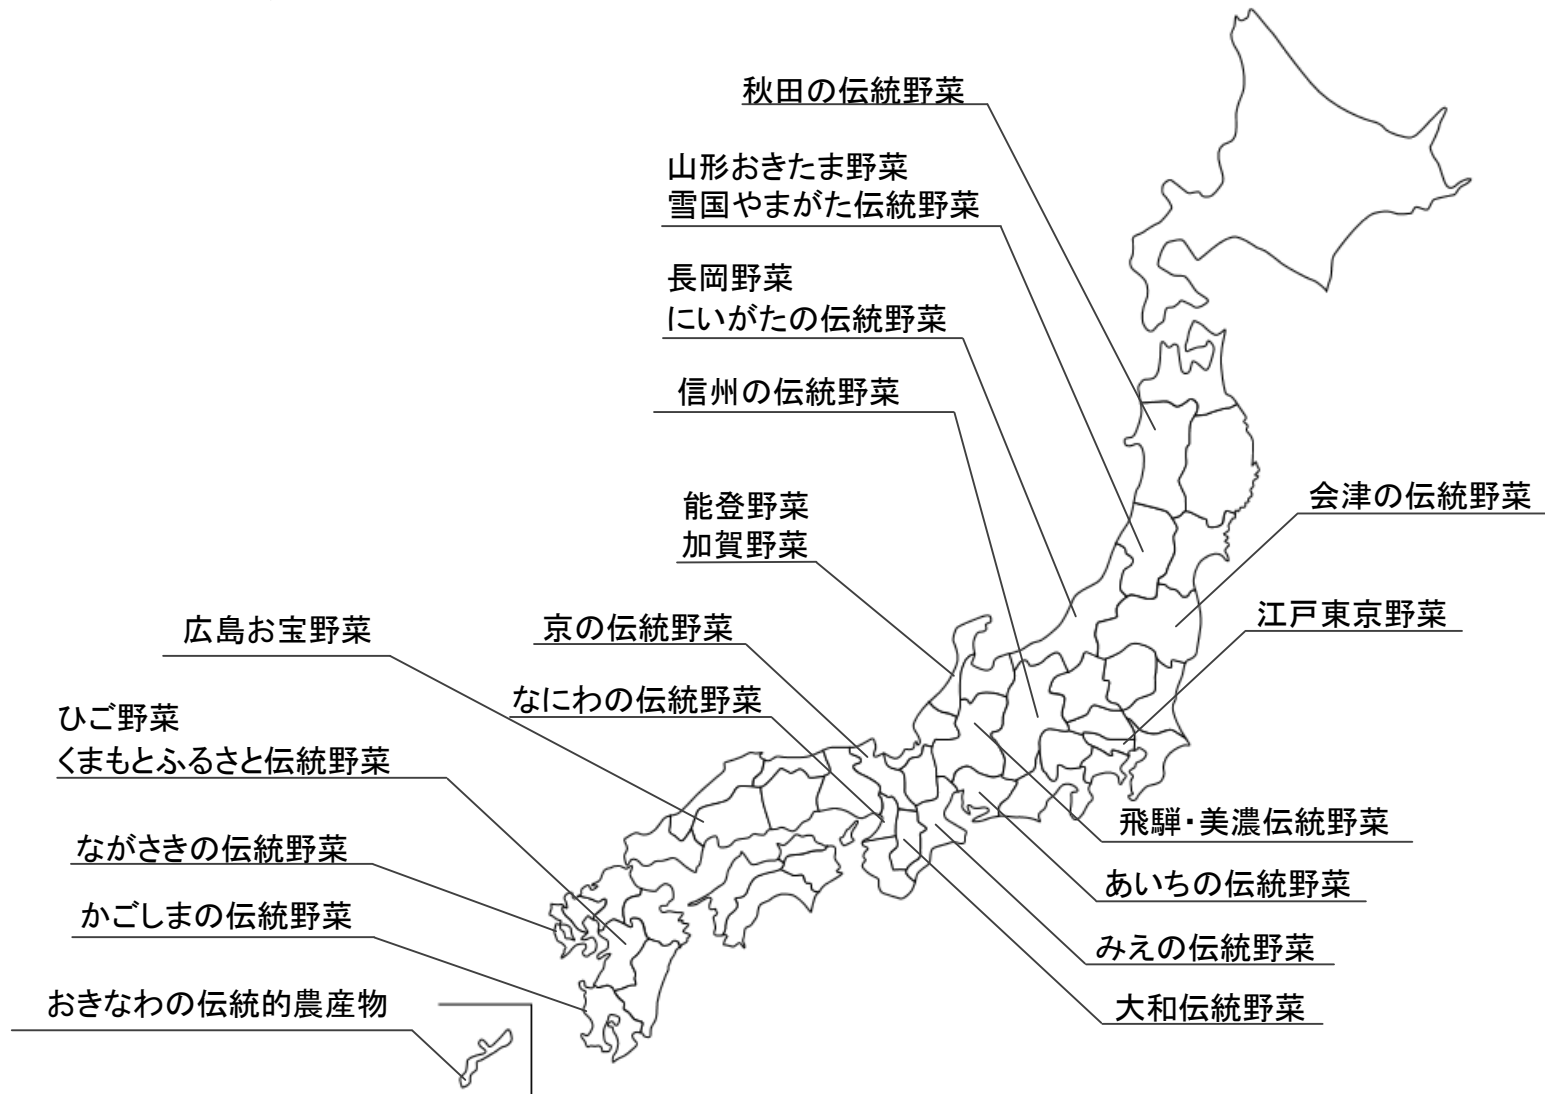 秋田の伝統野菜
山形おきたま野菜
雪国やまがた伝統野菜
長岡野菜
にいがたの伝統野菜
信州の伝統野菜
能登野菜
加賀野菜
京の伝統野菜
なにわの伝統野菜
広島お宝野菜
ひご野菜
くまもとふるさと伝統野菜
ながさきの伝統野菜
かごしまの伝統野菜
おきなわの伝統的農産物
会津の伝統野菜
江戸東京野菜
飛騨・美濃伝統野菜
あいちの伝統野菜
みえの伝統野菜
大和伝統野菜